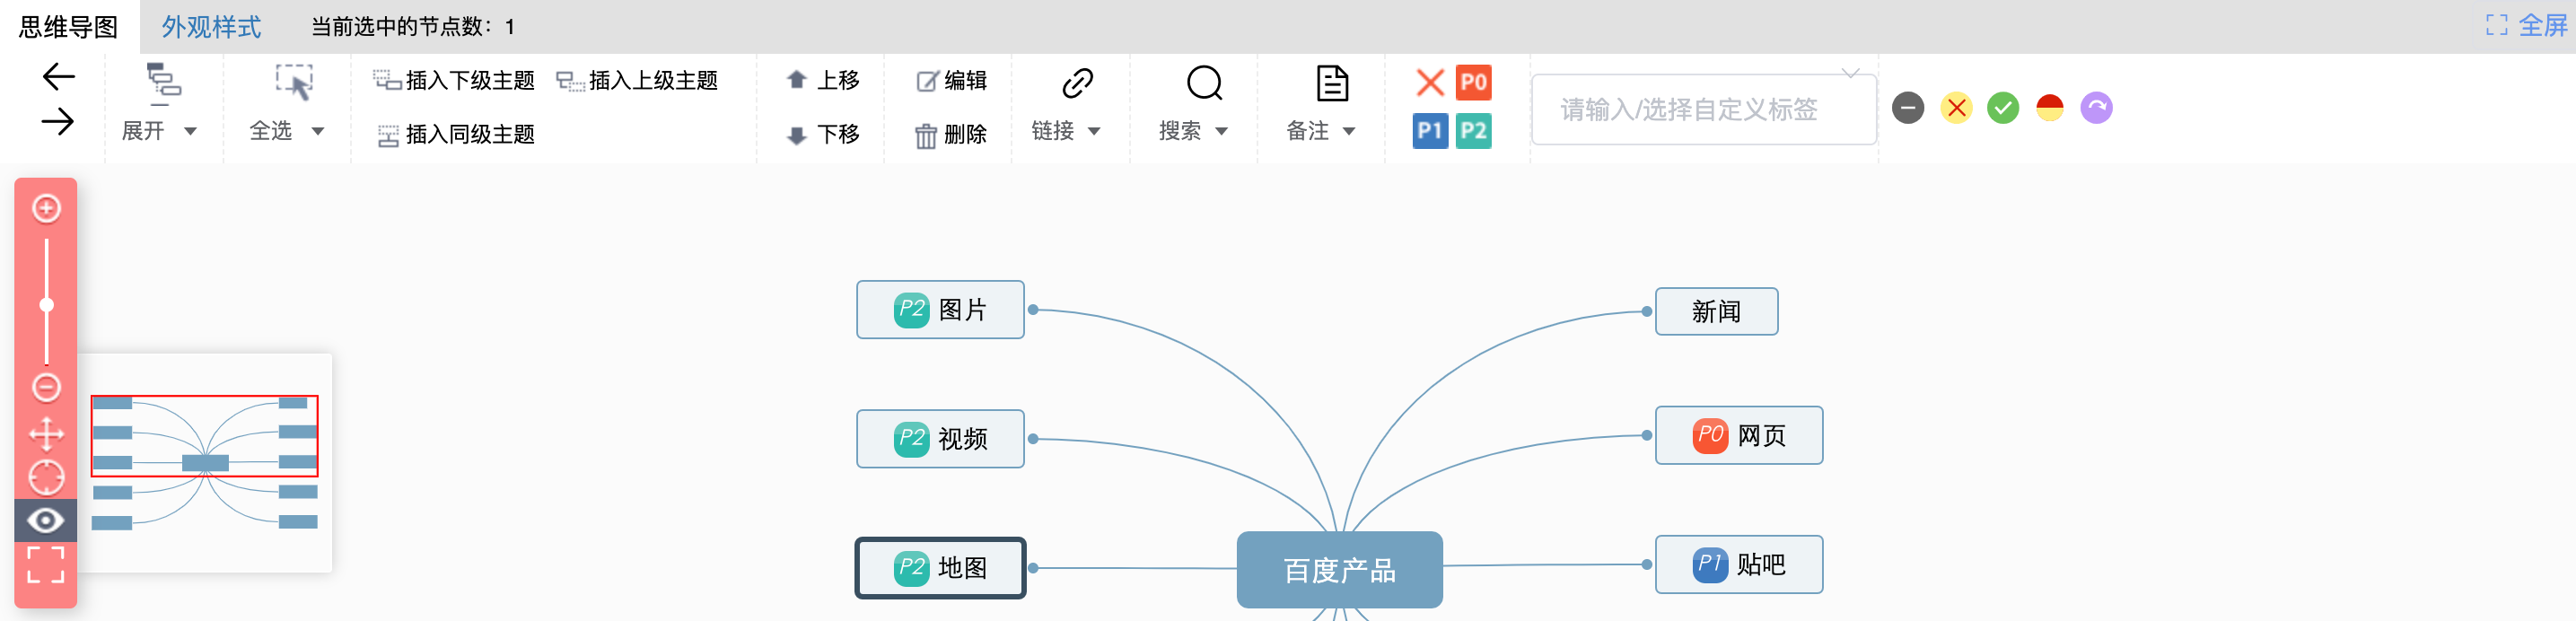 思维导图 外观样式 当前选中的节点数：1 全屏
插入下级主题 插入上级主题 上移 编辑 P0
展开 全选 插入同级主题 下移 删除 链接 搜索 备注 P1 P2 请输入/选择自定义标签
P2 图片 新闻
P2 视频 P0 网页
P2 地图 百度产品 P1 贴吧